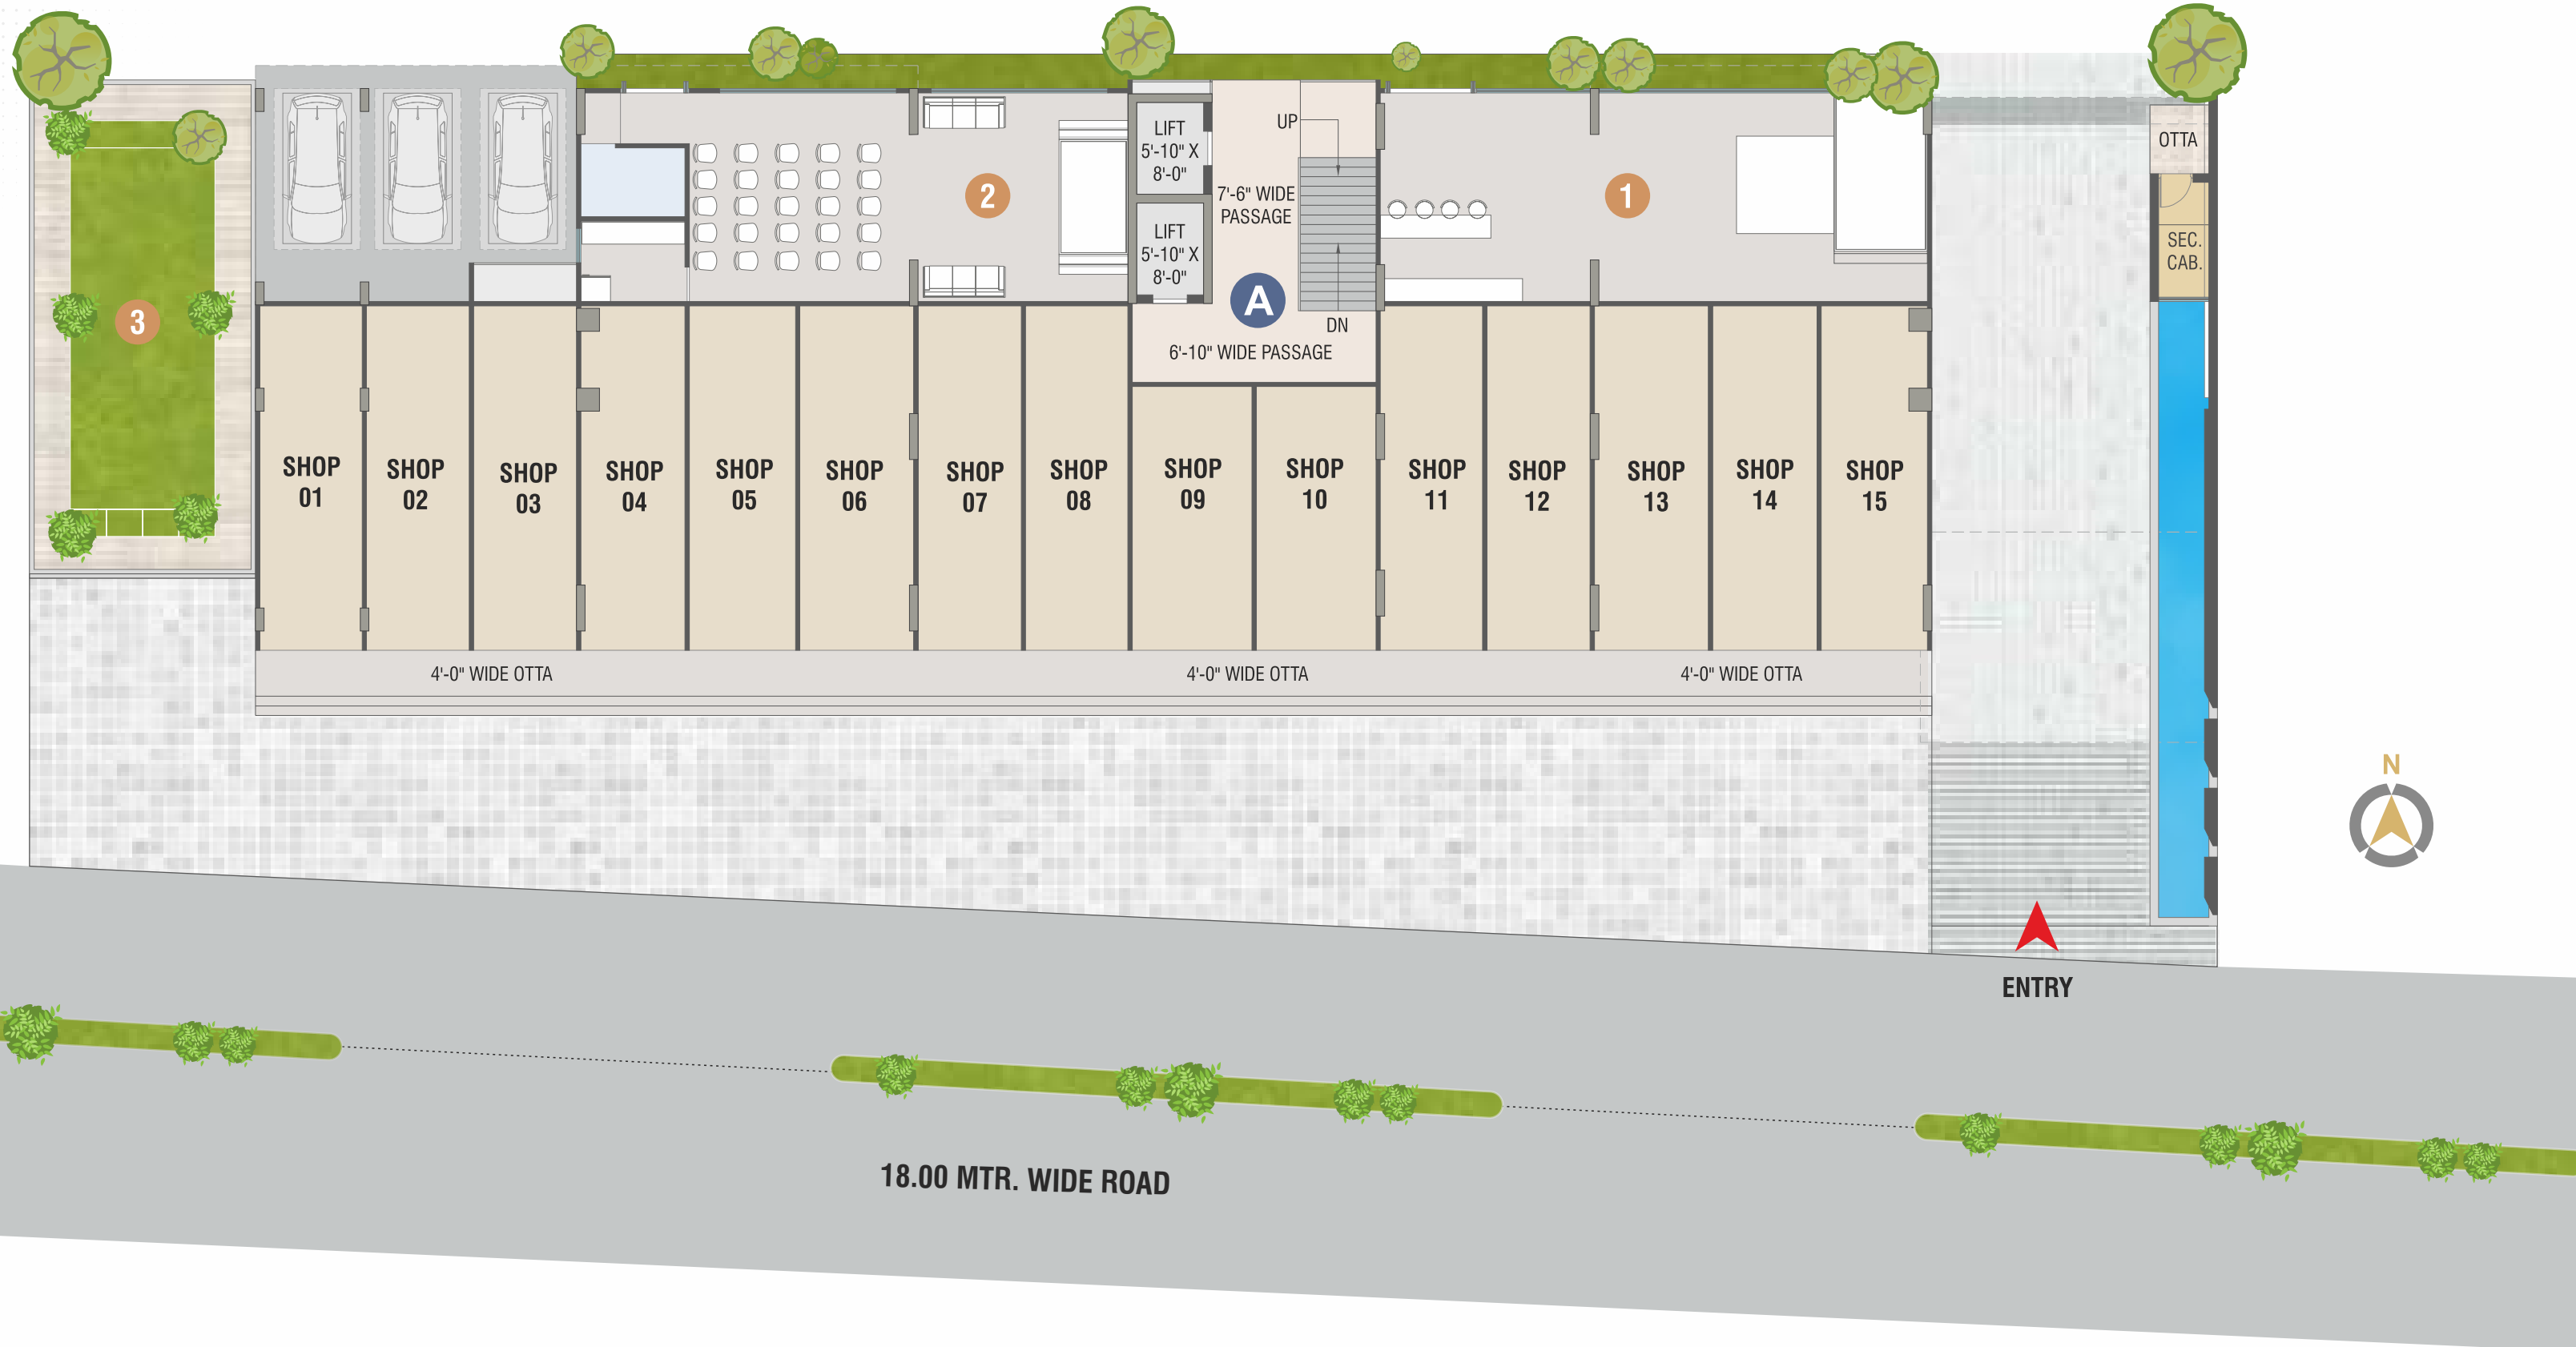 LIFT
5'-10" X
8'-0"
LIFT
5'-10" X
8'-0"
UP
7'-6" WIDE
PASSAGE
A
DN
6'-10" WIDE PASSAGE
1
2
3
OTTA
SEC.
CAB.
SHOP
01
SHOP
02
SHOP
03
SHOP
04
SHOP
05
SHOP
06
SHOP
07
SHOP
08
SHOP
09
SHOP
10
SHOP
11
SHOP
12
SHOP
13
SHOP
14
SHOP
15
4'-0" WIDE OTTA
4'-0" WIDE OTTA
4'-0" WIDE OTTA
N
ENTRY
18.00 MTR. WIDE ROAD